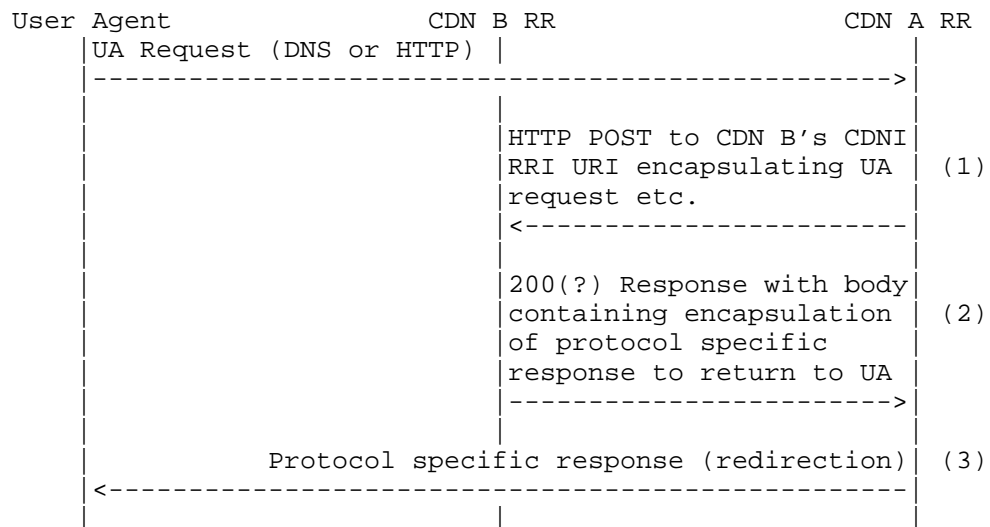 User Agent CDN B RR CDN A RR
UA Request (DNS or HTTP)
HTTP POST to CDN B's CDNI
RRI URI encapsulating UA (1)
request etc.
200(?) Response with body
containing encapsulation (2)
of protocol specific
response to return to UA
Protocol specific response (redirection) (3)